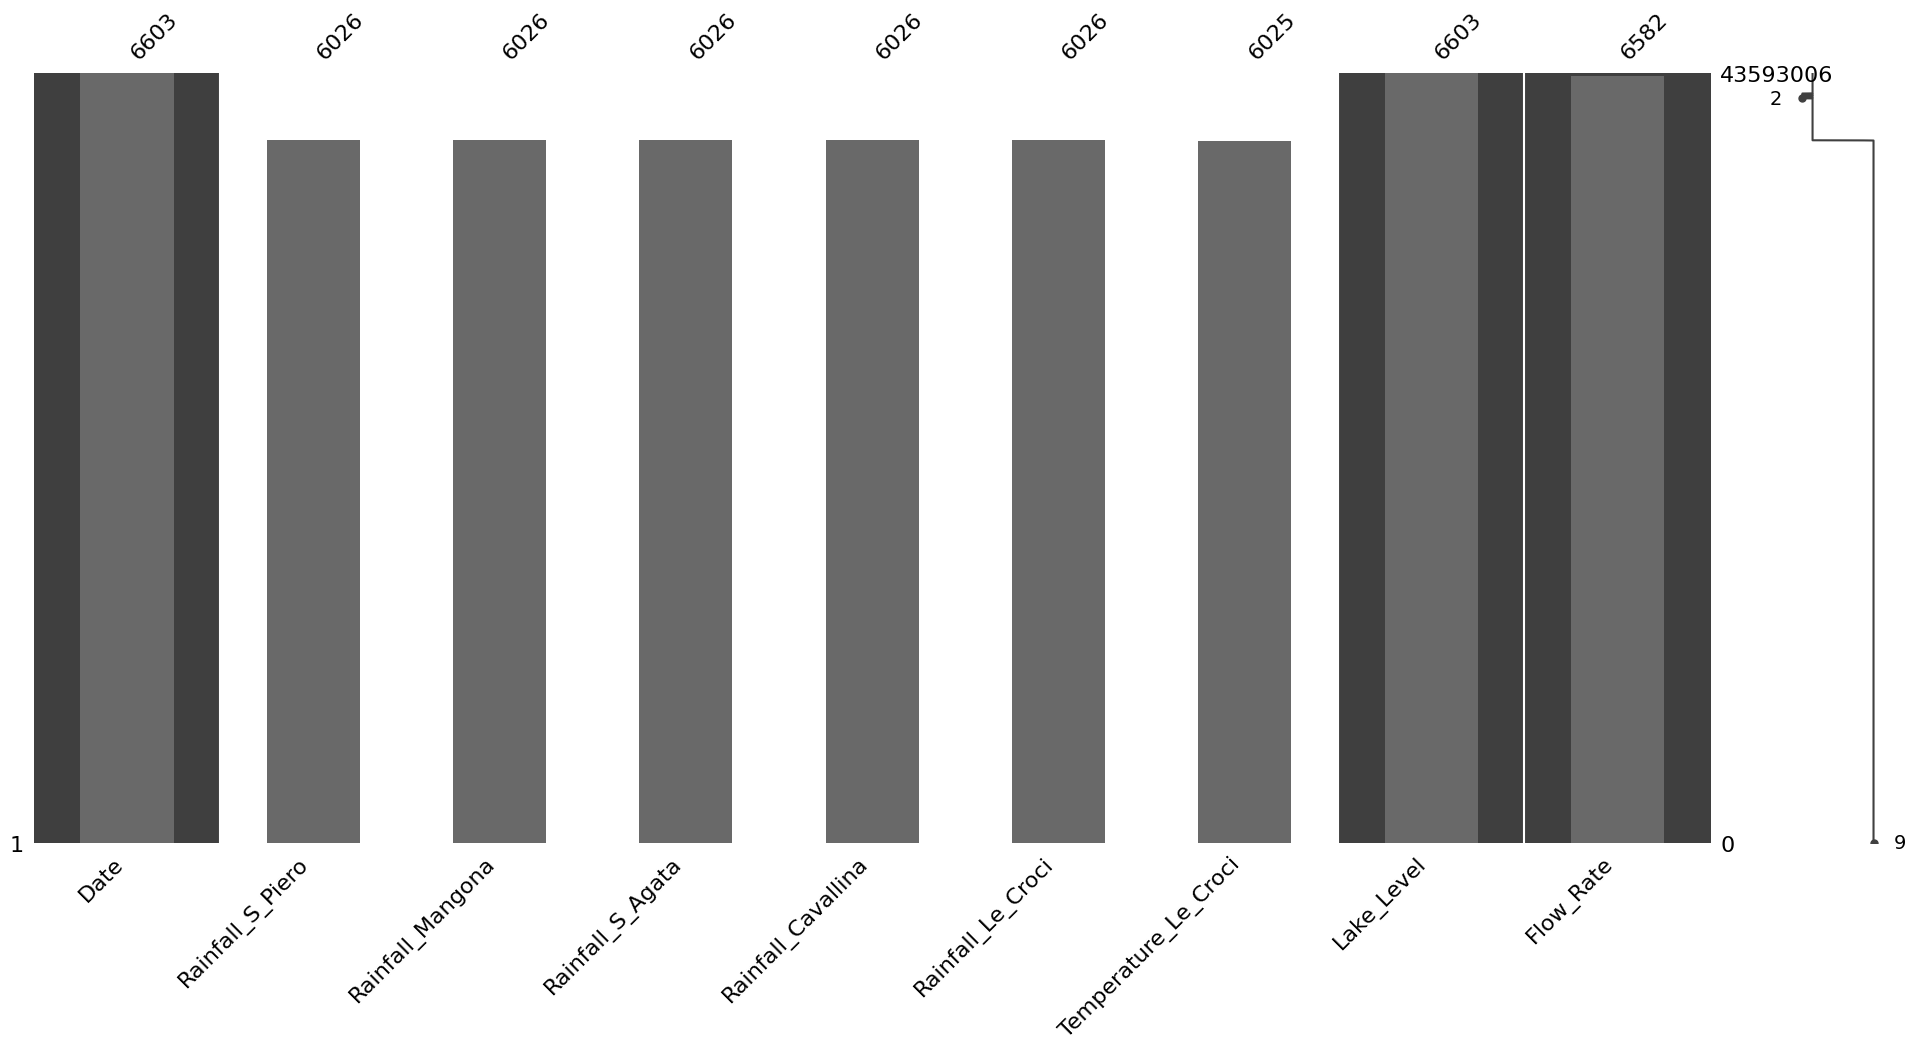 6603
6026
6026
6026
6026
6026
6025
6603
6582
43593006
2
1
0
9
Date
Rainfall_S_Piero
Rainfall_Mangona
Rainfall_S_Agata
Rainfall_Cavallina
Rainfall_Le_Croci
Temperature_Le_Croci
Lake_Level
Flow_Rate